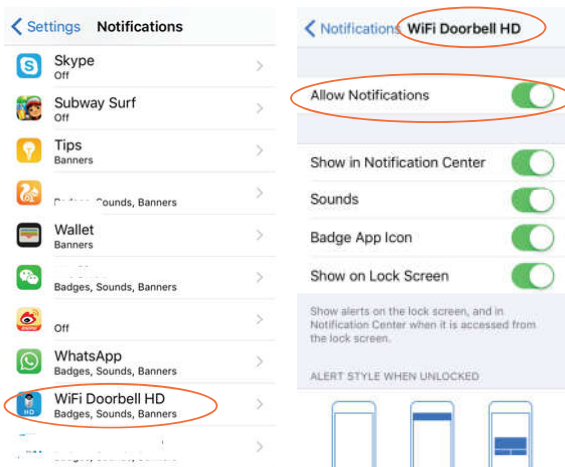 Settings Notifications
Skype
Off
Subway Surf
Off
Tips
Banners
Sounds, Banners
Wallet
Banners
Badges, Sounds, Banners
Off
WhatsApp
Badges, Sounds, Banners
HD
WiFi Doorbell HD
Badges, Sounds, Banners
Notifications WiFi Doorbell HD
Allow Notifications
Show in Notification Center
Sounds
Badge App Icon
Show on Lock Screen
Show alerts on the lock screen, and in
Notification Center when it is accessed from
the lock screen.
ALERT STYLE WHEN UNLOCKED